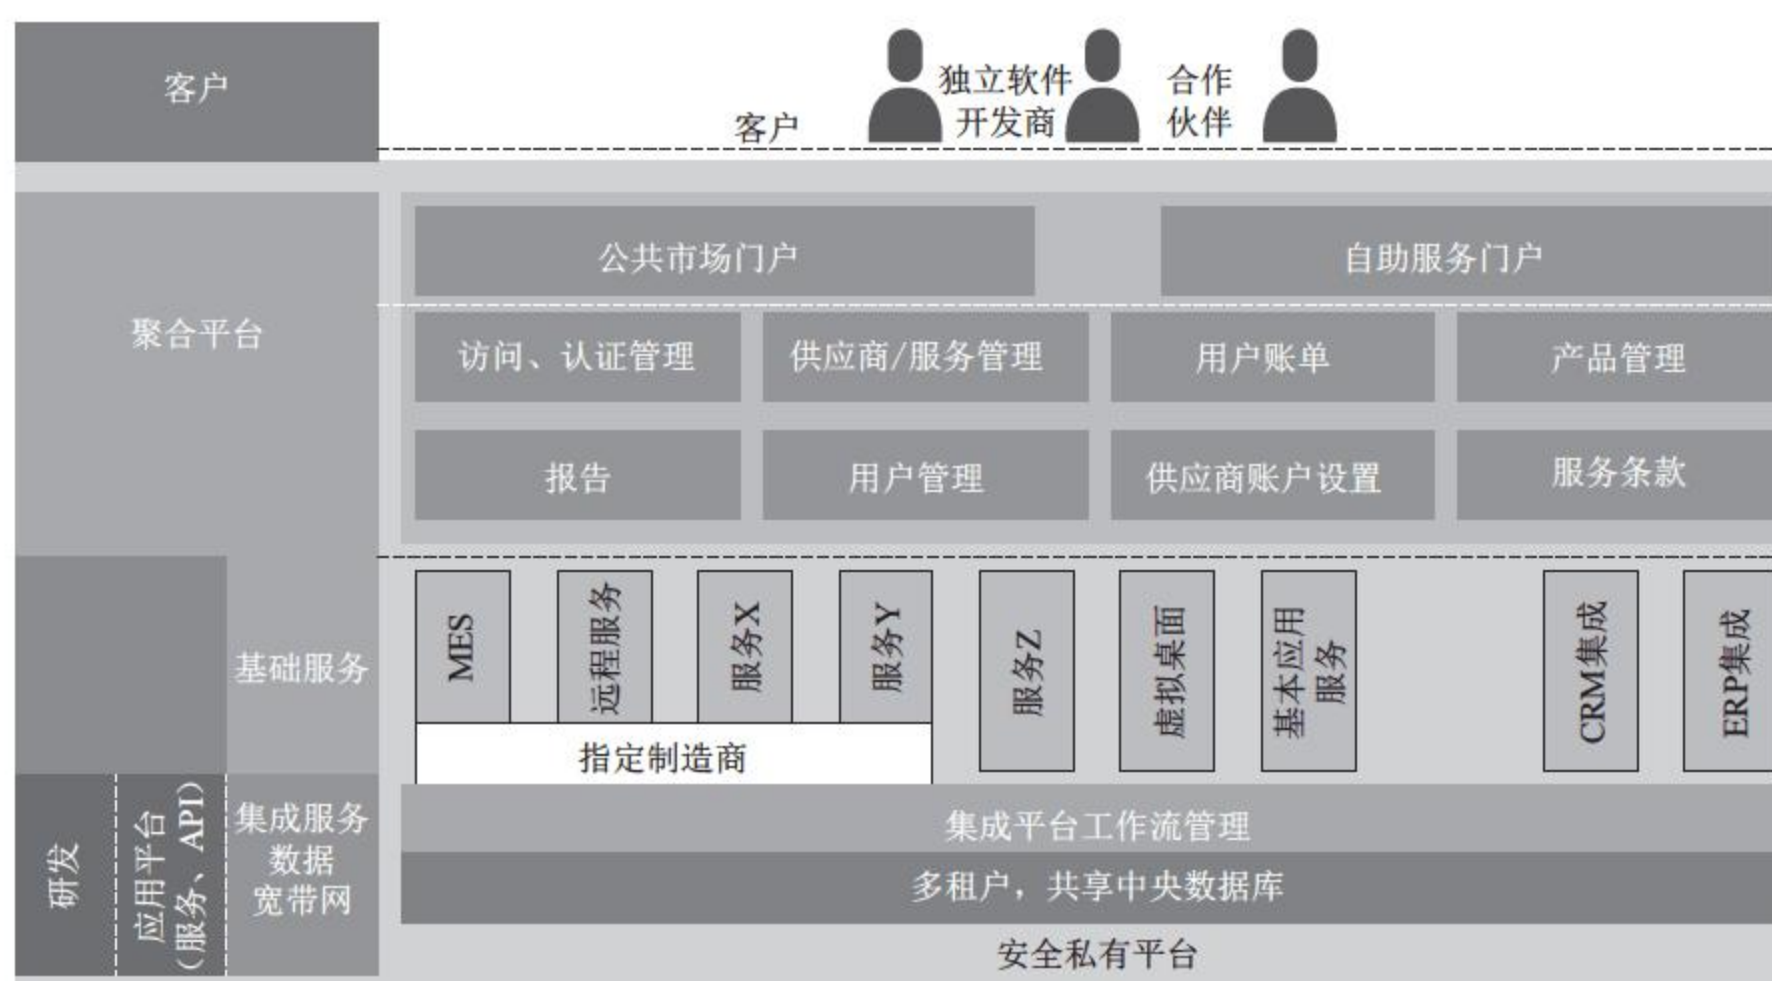 客户
客户
独立软件
开发商
合作
伙伴
聚合平台
公共市场门户
自助服务门户
访问、认证管理
供应商/服务管理
用户账单
产品管理
报告
用户管理
供应商账户设置
服务条款
基础服务
MES
远程服务
服务X
服务Y
服务Z
虚拟桌面
基本应用
服务
CRM集成
ERP集成
指定制造商
研发
应用平台
（服务、API）
集成服务
数据
宽带网
集成平台工作流管理
多租户，共享中央数据库
安全私有平台